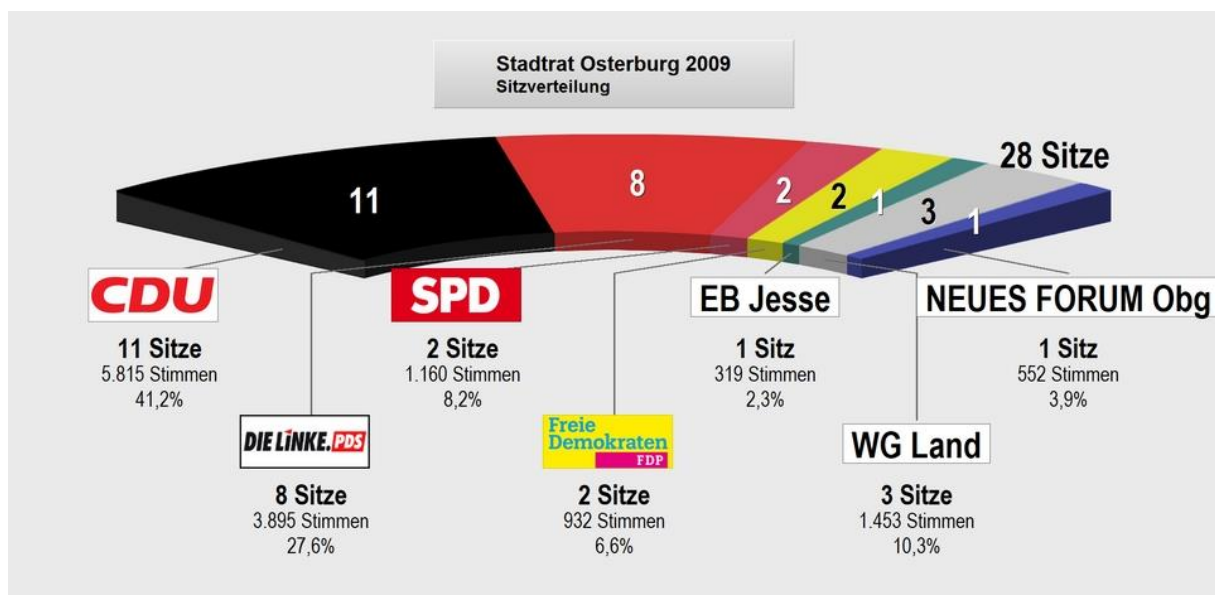 Stadtrat Osterburg 2009
Sitzverteilung
28 Sitze
11
8
2
2
1
3
1
CDU
11 Sitze
5.815 Stimmen
41,2%
DIE LINKE.PDS
8 Sitze
3.895 Stimmen
27,6%
SPD
2 Sitze
1.160 Stimmen
8,2%
Freie
Demokraten
FDP
2 Sitze
932 Stimmen
6,6%
EB Jesse
1 Sitz
319 Stimmen
2,3%
WG Land
3 Sitze
1.453 Stimmen
10,3%
NEUES FORUM Obg
1 Sitz
552 Stimmen
3,9%